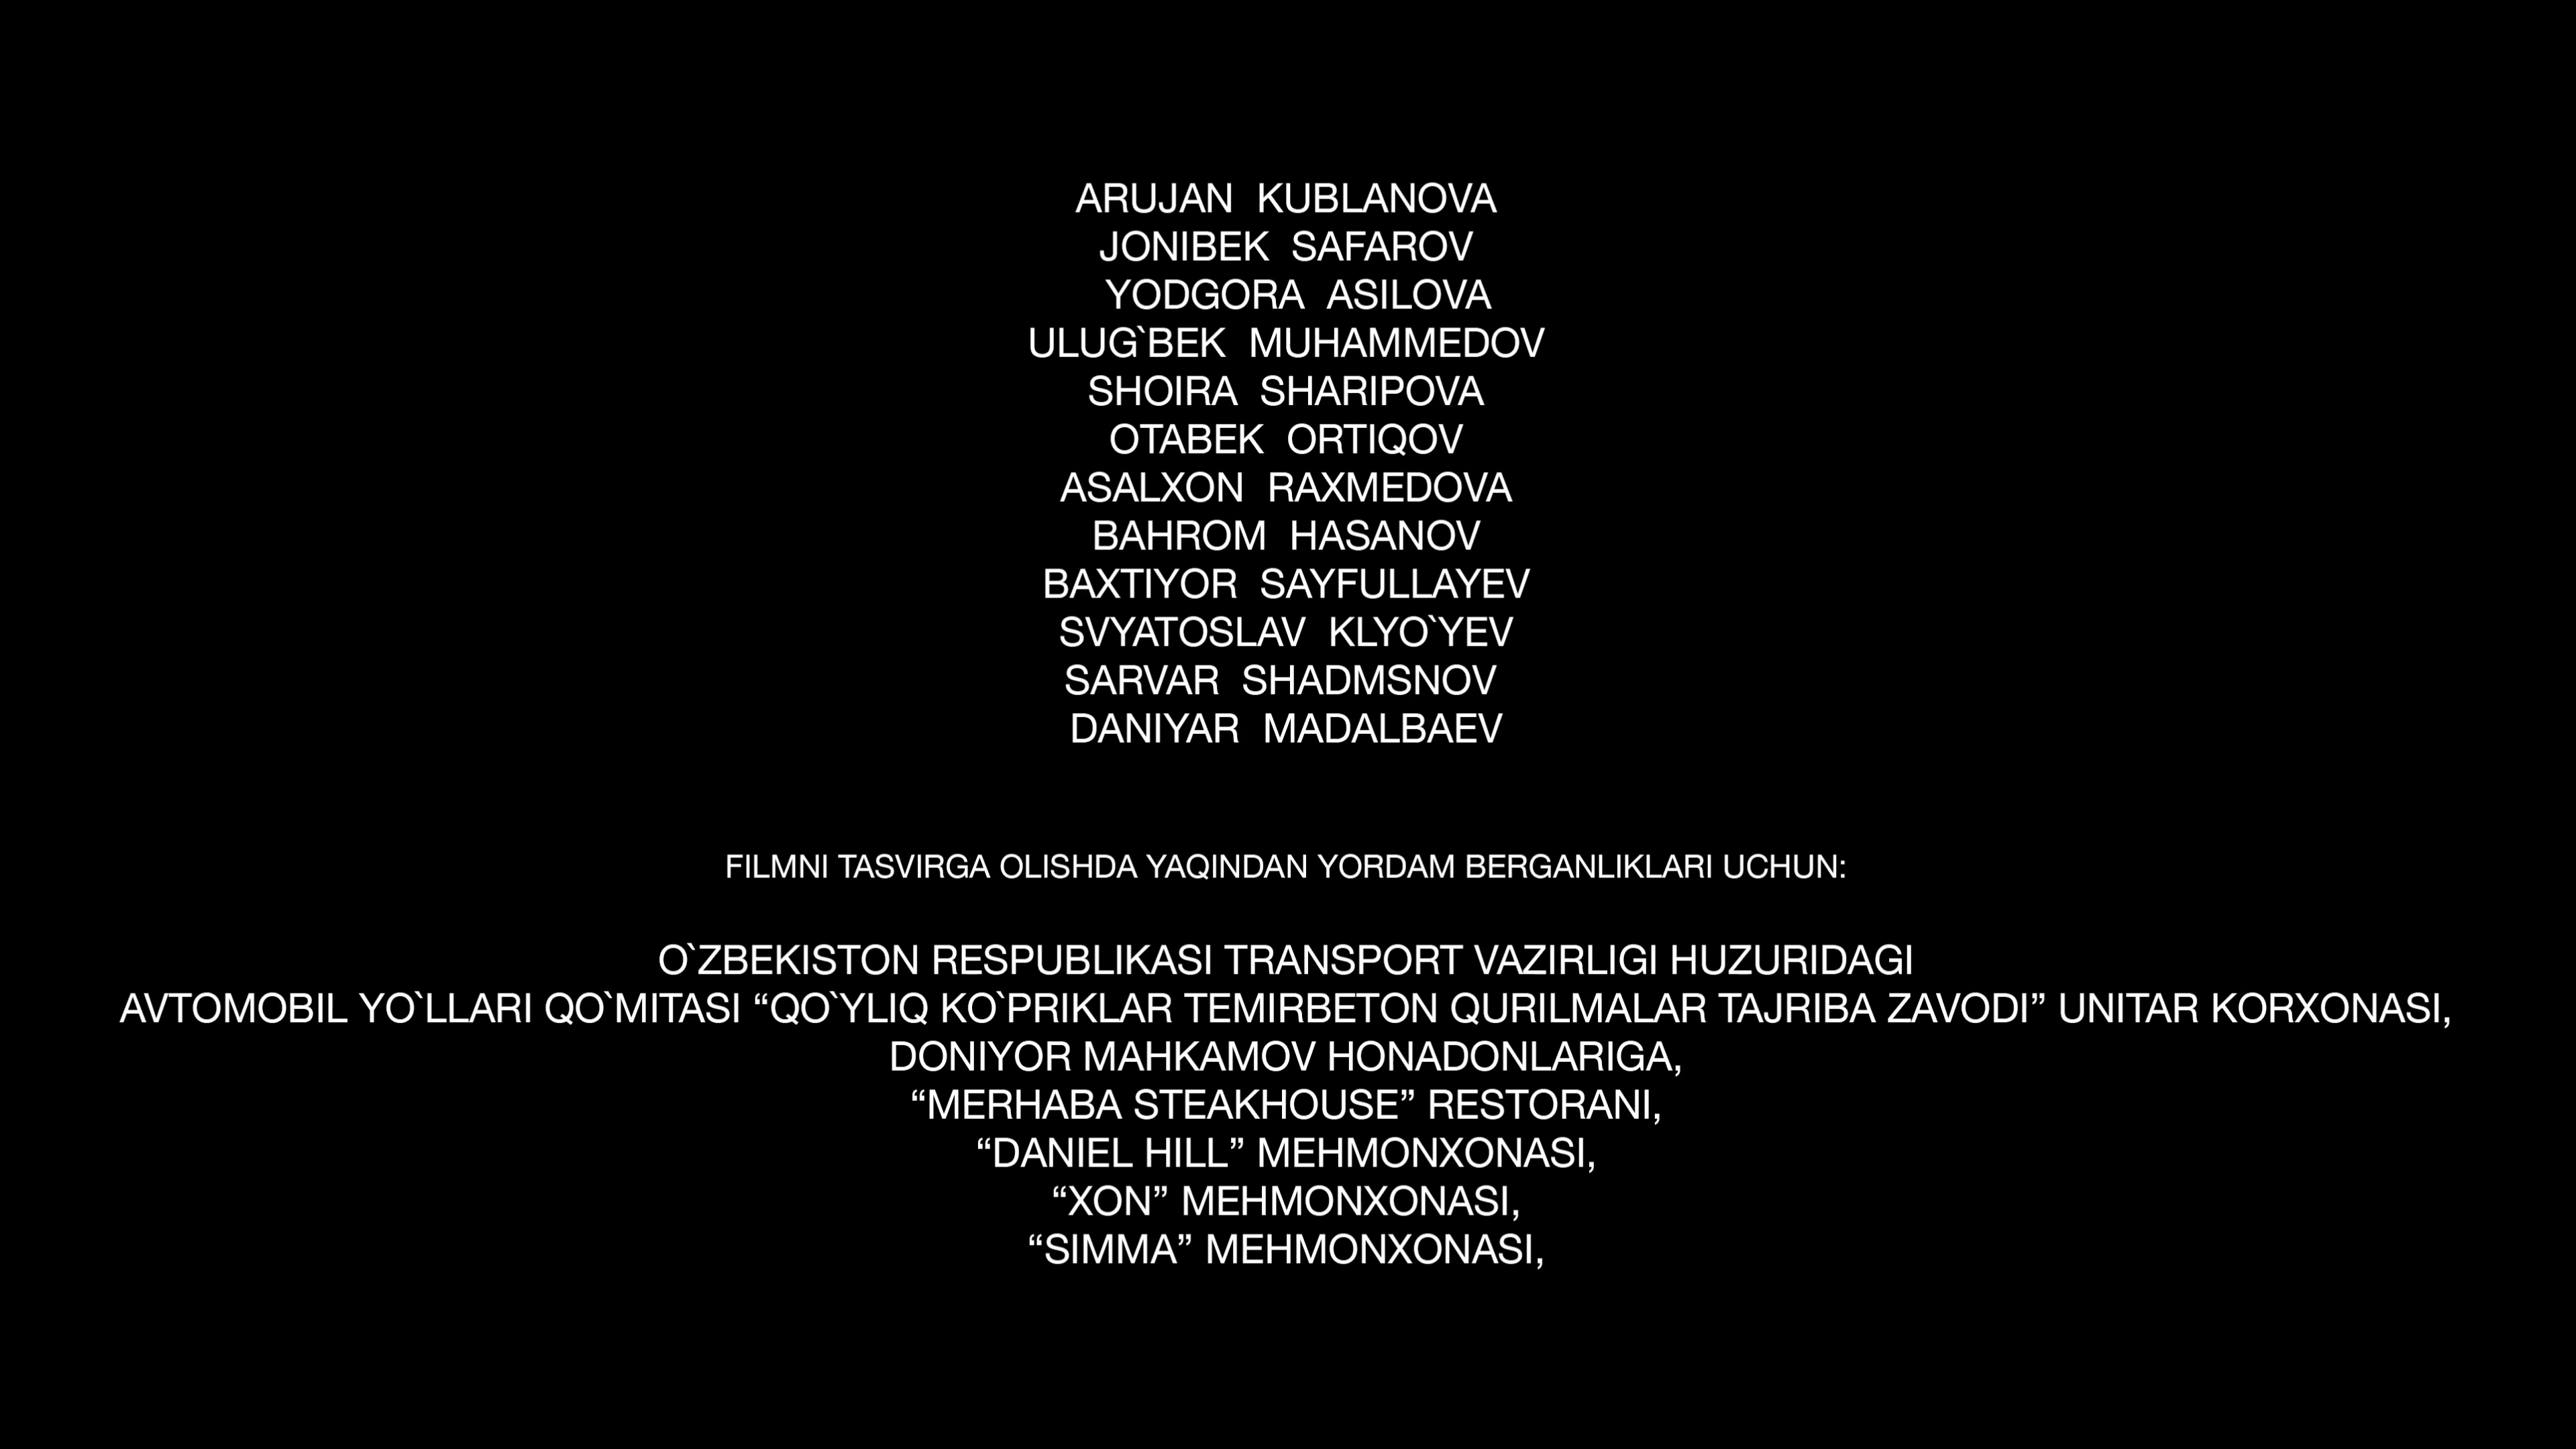 ARUJAN KUBLANOVA
JONIBEK SAFAROV
YODGORA ASILOVA
ULUG`BEK MUHAMMEDOV
SHOIRA SHARIPOVA
OTABEK ORTIQOV
ASALXON RAXMEDOVA
BAHROM HASANOV
BAXTIYOR SAYFULLAYEV
SVYATOSLAV KLYO`YEV
SARVAR SHADMSNOV
DANIYAR MADALBAEV
FILMNI TASVIRGA OLISHDA YAQINDAN YORDAM BERGANLIKLARI UCHUN:
O`ZBEKISTON RESPUBLIKASI TRANSPORT VAZIRLIGI HUZURIDAGI
AVTOMOBIL YO`LLARI QO`MITASI “QO`YLIQ KO`PRIKLAR TEMIRBETON QURILMALAR TAJRIBA ZAVODI” UNITAR KORXONASI,
DONIYOR MAHKAMOV HONADONLARIGA,
“MERHABA STEAKHOUSE” RESTORANI,
“DANIEL HILL” MEHMONXONASI,
“XON” MEHMONXONASI,
“SIMMA” MEHMONXONASI,